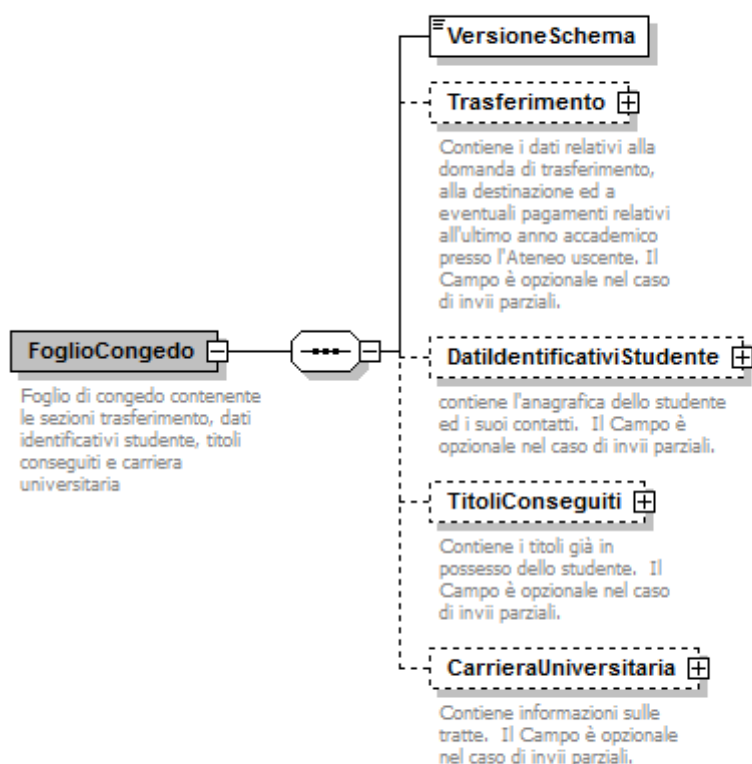 VersioneSchema
Trasferimento
Contiene i dati relativi alla
domanda di trasferimento,
alla destinazione ed a
eventuali pagamenti relativi
all'ultimo anno accademico
presso l'Ateneo uscente. Il
Campo è opzionale nel caso
di invii parziali.
FoglioCongedo
Foglio di congedo contenente
le sezioni trasferimento, dati
identificativi studente, titoli
conseguiti e carriera
universitaria
DatiIdentificativiStudente
contiene l'anagrafica dello studente
ed i suoi contatti.  Il Campo è
opzionale nel caso di invii parziali.
TitoliConseguiti
Contiene i titoli già in
possesso dello studente.  Il
Campo è opzionale nel caso
di invii parziali.
CarrieraUniversitaria
Contiene informazioni sulle
tratte.  Il Campo è opzionale
nel caso di invii parziali.